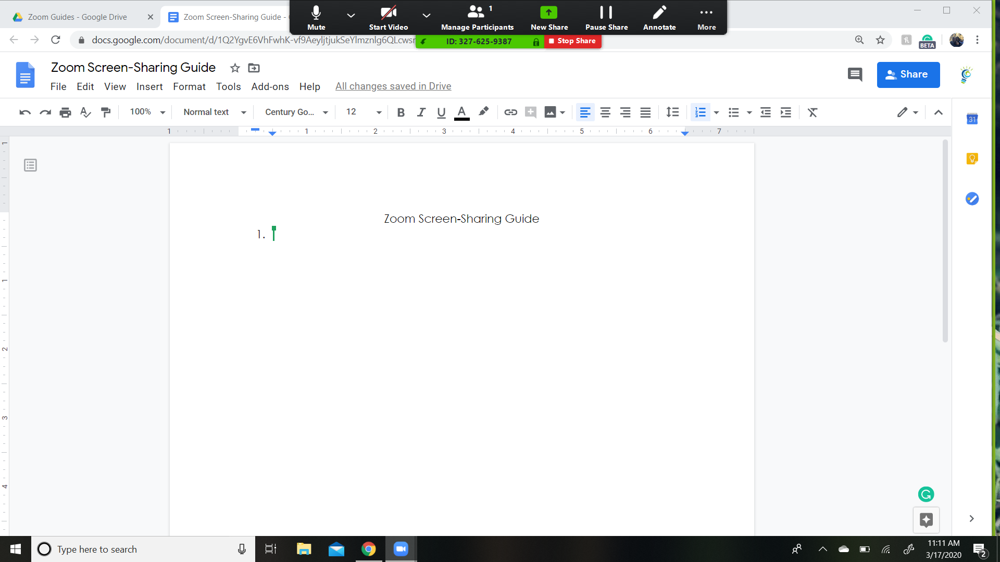 Zoom Guides - Google Drive
Zoom Screen-Sharing Guide -
Mute
Start Video
1
Manage Participants
New Share
Pause Share
Annotate
More
docs.google.com/document/d/
ID: 327-625-9387
Stop Share
BETA
Zoom Screen-Sharing Guide
File Edit View Insert Format Tools Add-ons Help All changes saved in Drive
Share
100% Normal text Century Go... 12 B I U A
31
1 1 2 3 4 5 6 7
1
1
2
3
4
Zoom Screen-Sharing Guide
1.
Type here to search
11:11 AM
3/17/2020
2